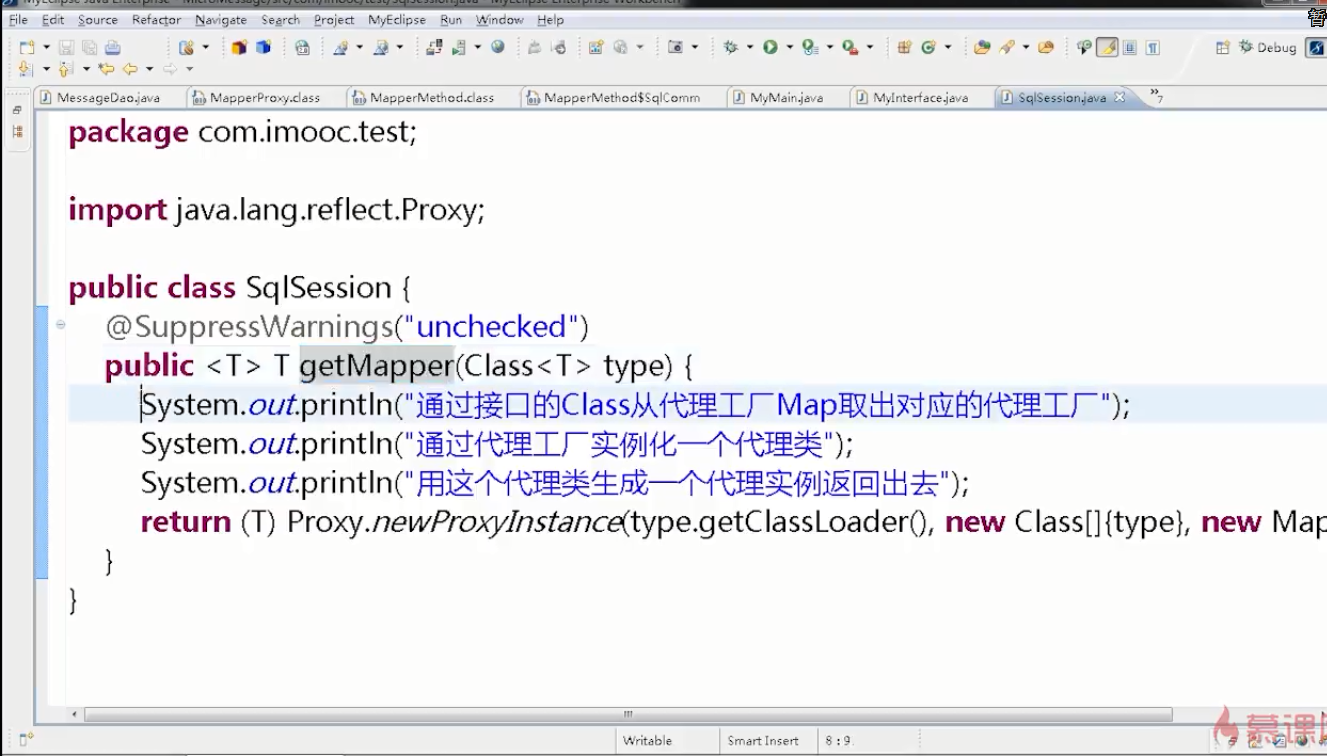 File Edit Source Refactor Navigate Search Project MyEclipse Run Window Help
Debug
MessageDao.java MapperProxy.class MapperMethod.class MapperMethod$SqlComm MyMain.java MyInterface.java SqlSession.java "7
package com.imooc.test;
import java.lang.reflect.Proxy;
public class SqlSession {
@SuppressWarnings("unchecked")
public <T> T getMapper(Class<T> type) {
System.out.println("通过接口的Class从代理工厂Map取出对应的代理工厂");
System.out.println("通过代理工厂实例化一个代理类");
System.out.println("用这个代理类生成一个代理实例返回出去");
return (T) Proxy.newProxyInstance(type.getClassLoader(), new Class[]{type}, new Map
}
}
Writable Smart Insert 8 : 9
慕课